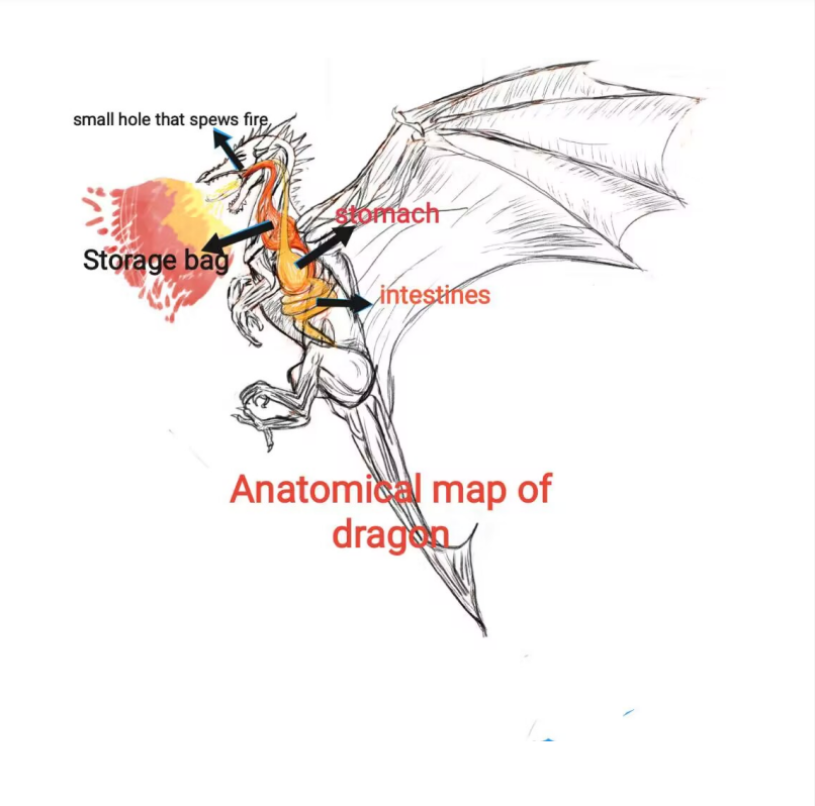 small hole that spews fire
stomach
Storage bag
intestines
Anatomical map of
dragon